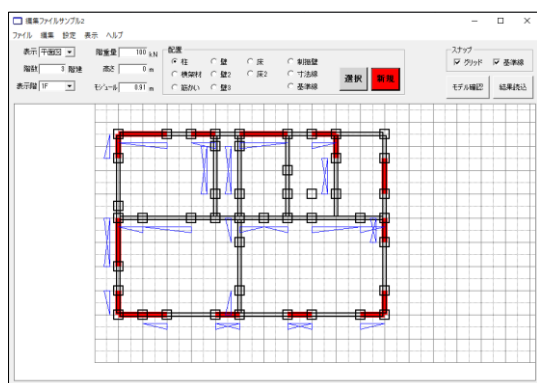 編集ファイルサンプル2
ファイル 編集 設定 表示 ヘルプ
表示 平面図 階重量 100 kN 配置 スナップ
柱 壁 床 制振壁 グリッド 基準線
階数 3 階建 高さ 0 m
横架材 壁2 床2 寸法線
選択 新規
表示階 1F モジュール 0.91 m 筋かい 壁3 基準線 モデル確認 結果読込